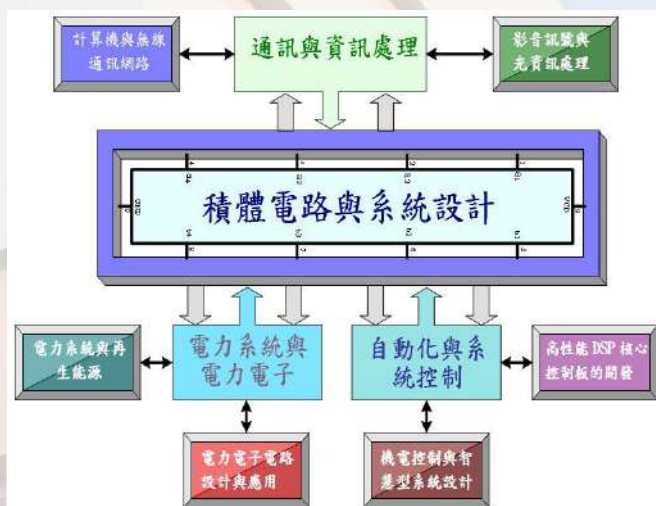 計算機與無線
通訊網路
通訊與資訊處理
影音訊號與
光資訊處理
積體電路與系統設計
電力系統與再
生能源
電力系統與
電力電子
自動化與系
統控制
高性能DSP核心
控制板的開發
電力電子電路
設計與應用
機電控制與智
慧型系統設計